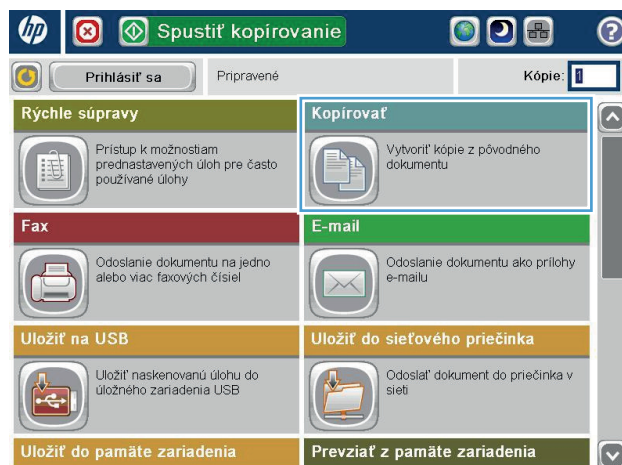 hp
Spustiť kopírovanie
?
Prihlásiť sa
Pripravené
Kópie: 1
Rýchle súpravy
Prístup k možnostiam
prednastavených úloh pre často
používané úlohy
Kopírovať
Vytvoriť kópie z pôvodného
dokumentu
Fax
Odoslanie dokumentu na jedno
alebo viac faxových čísiel
E-mail
Odoslanie dokumentu ako prílohy
e-mailu
Uložiť na USB
Uložiť naskenovanú úlohu do
úložného zariadenia USB
Uložiť do sieťového priečinka
Odoslať dokument do priečinka v
sieti
Uložiť do pamäte zariadenia
Prevziať z pamäte zariadenia